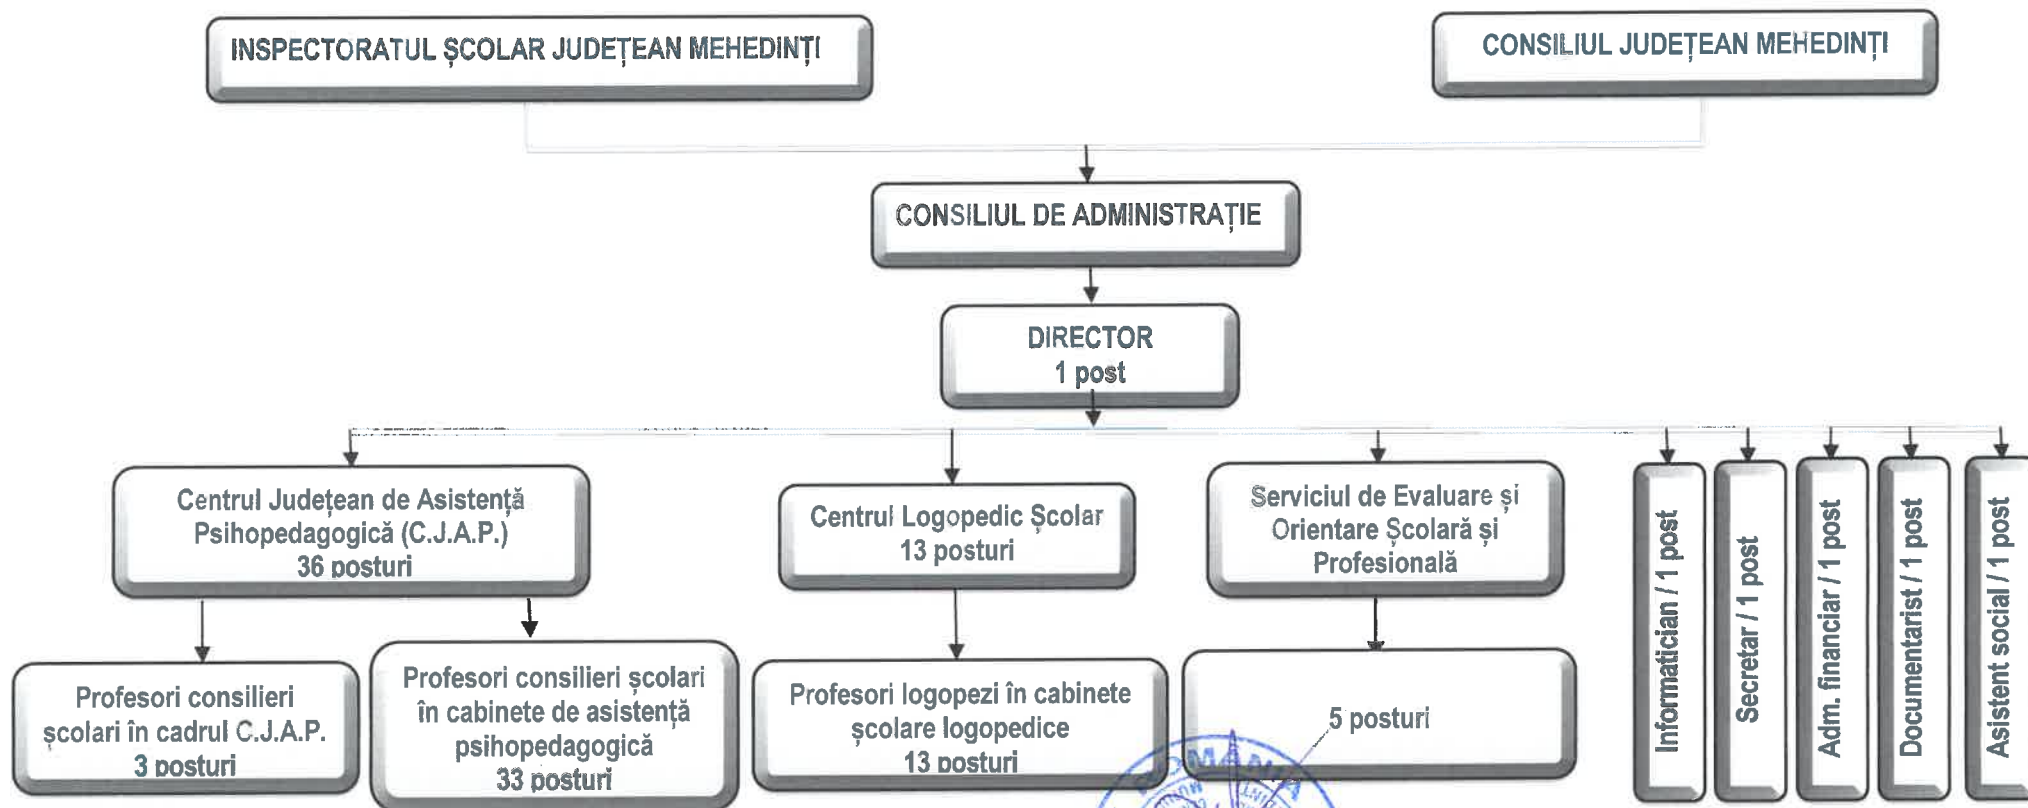 INSPECTORATUL ȘCOLAR JUDEȚEAN MEHEDINȚI
CONSILIUL JUDEȚEAN MEHEDINȚI
CONSILIUL DE ADMINISTRAȚIE
DIRECTOR
1 post
Centrul Județean de Asistență
Psihopedagogică (C.J.A.P.)
36 posturi
Centrul Logopedic Școlar
13 posturi
Serviciul de Evaluare și
Orientare Școlară și
Profesională
Informatician / 1 post
Secretar / 1 post
Adm. financiar / 1 post
Documentarist / 1 post
Asistent social / 1 post
Profesori consilieri
școlari în cadrul C.J.A.P.
3 posturi
Profesori consilieri școlari
în cabinete de asistență
psihopedagogică
33 posturi
Profesori logopezi în cabinete
școlare logopedice
13 posturi
5 posturi
ROMÂNIA